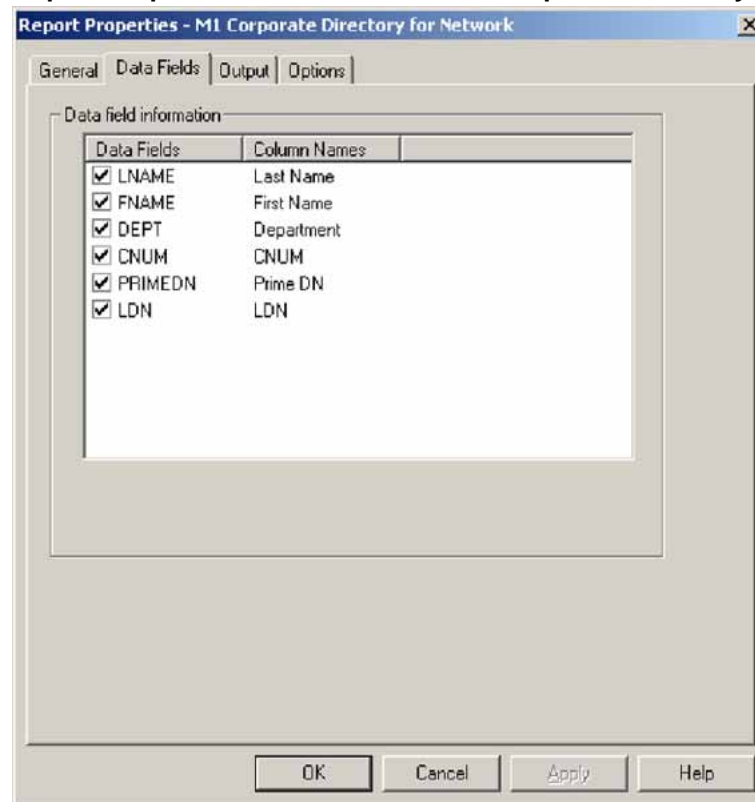 Report Properties - M1 Corporate Directory for Network
General Data Fields Output Options
Data field information
Data Fields Column Names
LNAME Last Name
FNAME First Name
DEPT Department
CNUM CNUM
PRIMEDN Prime DN
LDN LDN
OK Cancel Apply Help